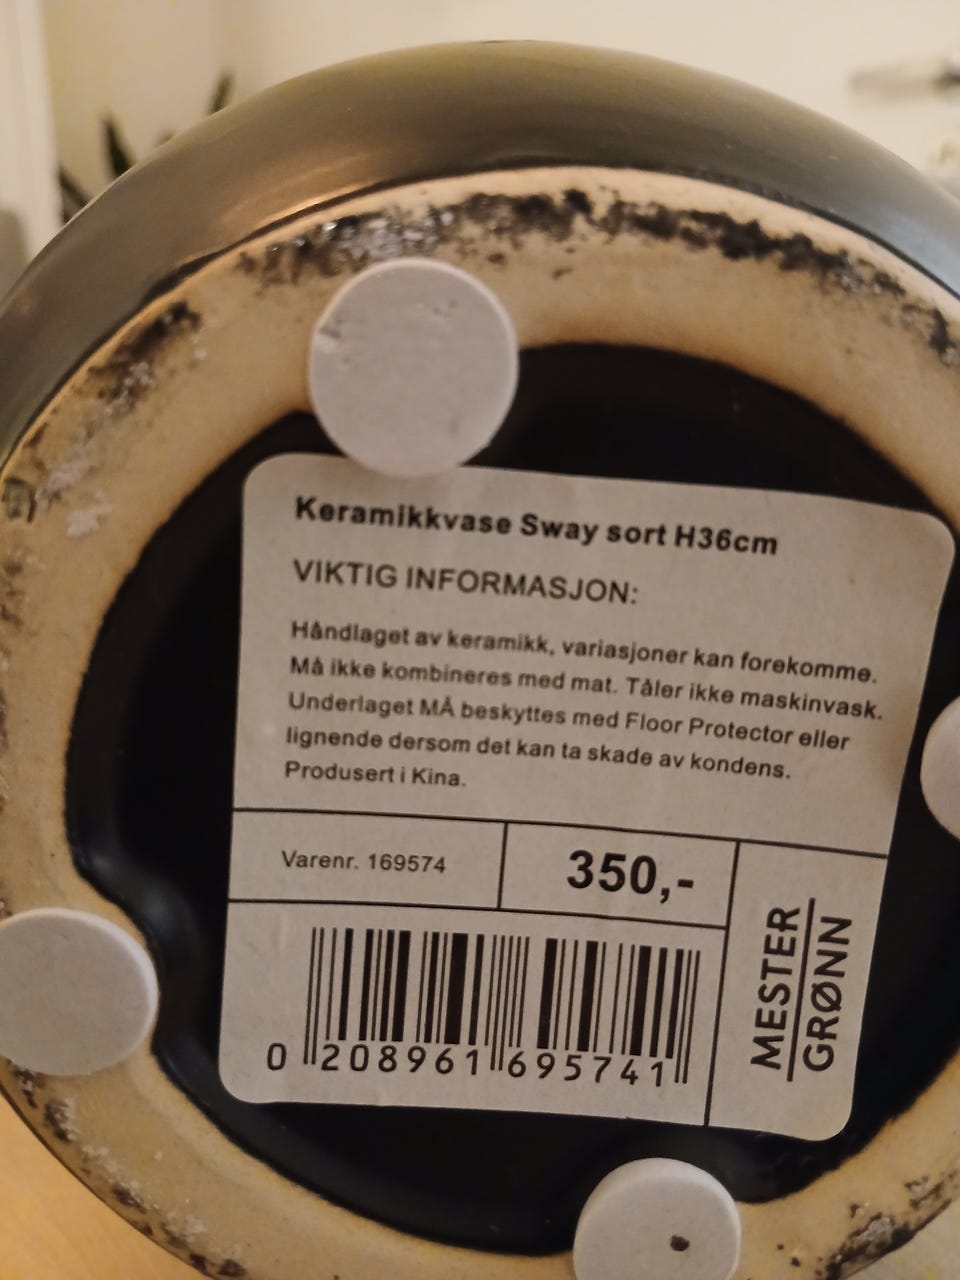 Keramikkvase Sway sort H36cm
VIKTIG INFORMASJON:
Håndlaget av keramikk, variasjoner kan forekomme.
Må ikke kombineres med mat. Tåler ikke maskinvask.
Underlaget MÅ beskyttes med Floor Protector eller
lignende dersom det kan ta skade av kondens.
Produsert i Kina.
Varenr. 169574
350,-
0 208961 695741
MESTER
GRØNN